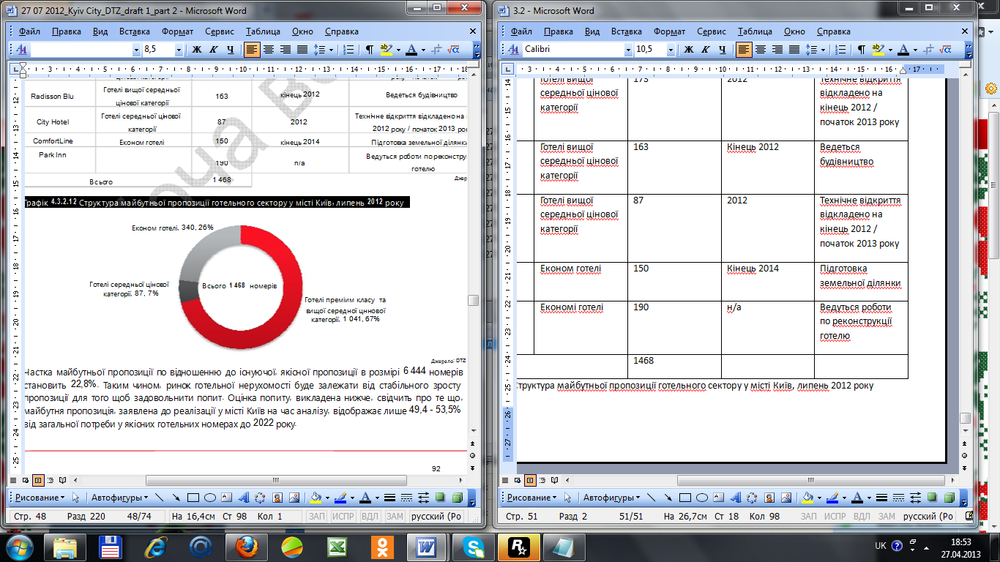 27 07 2012_Kyiv City_DTZ_draft 1_part 2 - Microsoft Word
Файл Правка Вид Вставка Формат Сервис Таблица Окно Справка
8,5 Ж К Ч
Radisson Blu Готелі вищої середньої цінової категорії 163 кінець 2012 Ведеться будівництво
City Hotel Готелі середньої цінової категорії 87 2012 Технічне відкриття відкладено на
2012 року / початок 2013 рок
ComfortLine Економ готелі 150 кінець 2014 Підготовка земельної ділянки
Park Inn 190 n/a Ведуться роботи по реконстру
готелю
Всього 1 468
Джере
рафік 4.3.2.12 Структура майбутньої пропозиції готельного сектору у місті Київ, липень 2012 року
Економ готелі, 340, 26%
Готелі середньої цінової
категорії, 87, 7%
Всього 1 468 номерів
Готелі преміим класу та
вищої середної цннової
категорії, 1 041, 67%
Джерело: DTZ
Частка майбутньої пропозиції по відношенню до існуючої, якісної пропозиції в розмірі 6 444 номерів
становить 22,8%. Таким чином, ринок готельної нерухомості буде залежати від стабільного зросту
пропозиції для того щоб задовольнити попит. Оцінка попиту, викладена нижче, свідчить про те що,
майбутня пропозиція, заявлена до реалізації у місті Київ на час аналізу, відображає лише 49,4 - 53,5%
від загальної потреби у якісних готельних номерах до 2022 року.
92
Рисование Автофигуры
Стр. 48 Разд 220 48/74 На 16,4см Ст 98 Кол 1 ЗАП ИСПР ВДЛ ЗАМ русский (Ро
3.2 - Microsoft Word
Файл Правка Вид Вставка Формат Сервис Таблица Окно Справка
Calibri 10,5 Ж К Ч
Готелі вищої 173 2012 Технічне відкриття
середньої цінової відкладено на
категорії кінець 2012 /
початок 2013 року
Готелі вищої 163 Кінець 2012 Ведеться
середньої цінової будівництво
категорії
Готелі вищої 87 2012 Технічне відкриття
середньої цінової відкладено на
категорії кінець 2012 /
початок 2013 року
Економ готелі 150 Кінець 2014 Підготовка
земельної ділянки
Економі готелі 190 н/а Ведуться роботи
по реконструкції
готелю
1468
Структура майбутньої пропозиції готельного сектору у місті Київ, липень 2012 року
Рисование Автофигуры
Стр. 51 Разд 2 51/51 На 26,7см Ст 18 Кол 98 ЗАП ИСПР ВДЛ ЗАМ русский (Ро
UK 18:53
27.04.2013